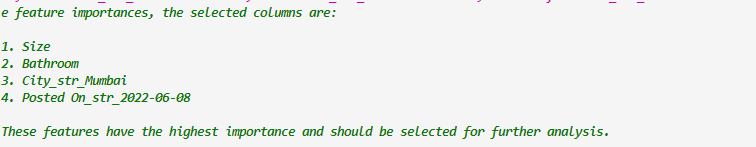 e feature importances, the selected columns are:
1. Size
2. Bathroom
3. City_str_Mumbai
4. Posted On_str_2022-06-08
These features have the highest importance and should be selected for further analysis.